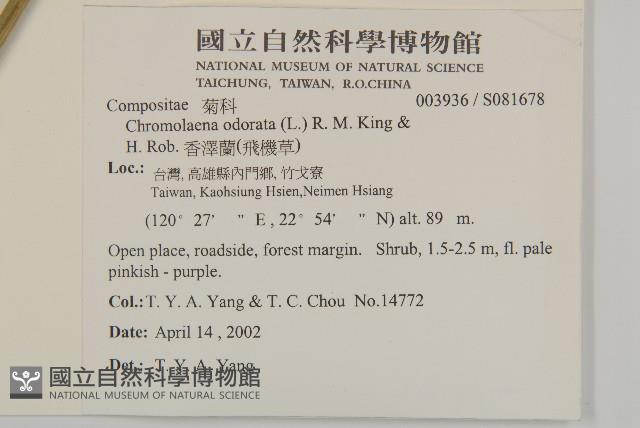 國立自然科學博物館
NATIONAL MUSEUM OF NATURAL SCIENCE
TAICHUNG, TAIWAN, R.O.CHINA
003936 / S081678
Compositae 菊科
Chromolaena odorata (L.) R. M. King &
H. Rob. 香澤蘭(飛機草)
Loc.: 台灣, 高雄縣內門鄉, 竹戈寮
Taiwan, Kaohsiung Hsien,Neimen Hsiang
(120° 27' " E , 22° 54' " N) alt. 89 m.
Open place, roadside, forest margin. Shrub, 1.5-2.5 m, fl. pale
pinkish - purple.
Col.: T. Y. A. Yang & T. C. Chou No.14772
Date: April 14 , 2002
Det.: T. Y. A. Yang
國立自然科學博物館
NATIONAL MUSEUM OF NATURAL SCIENCE